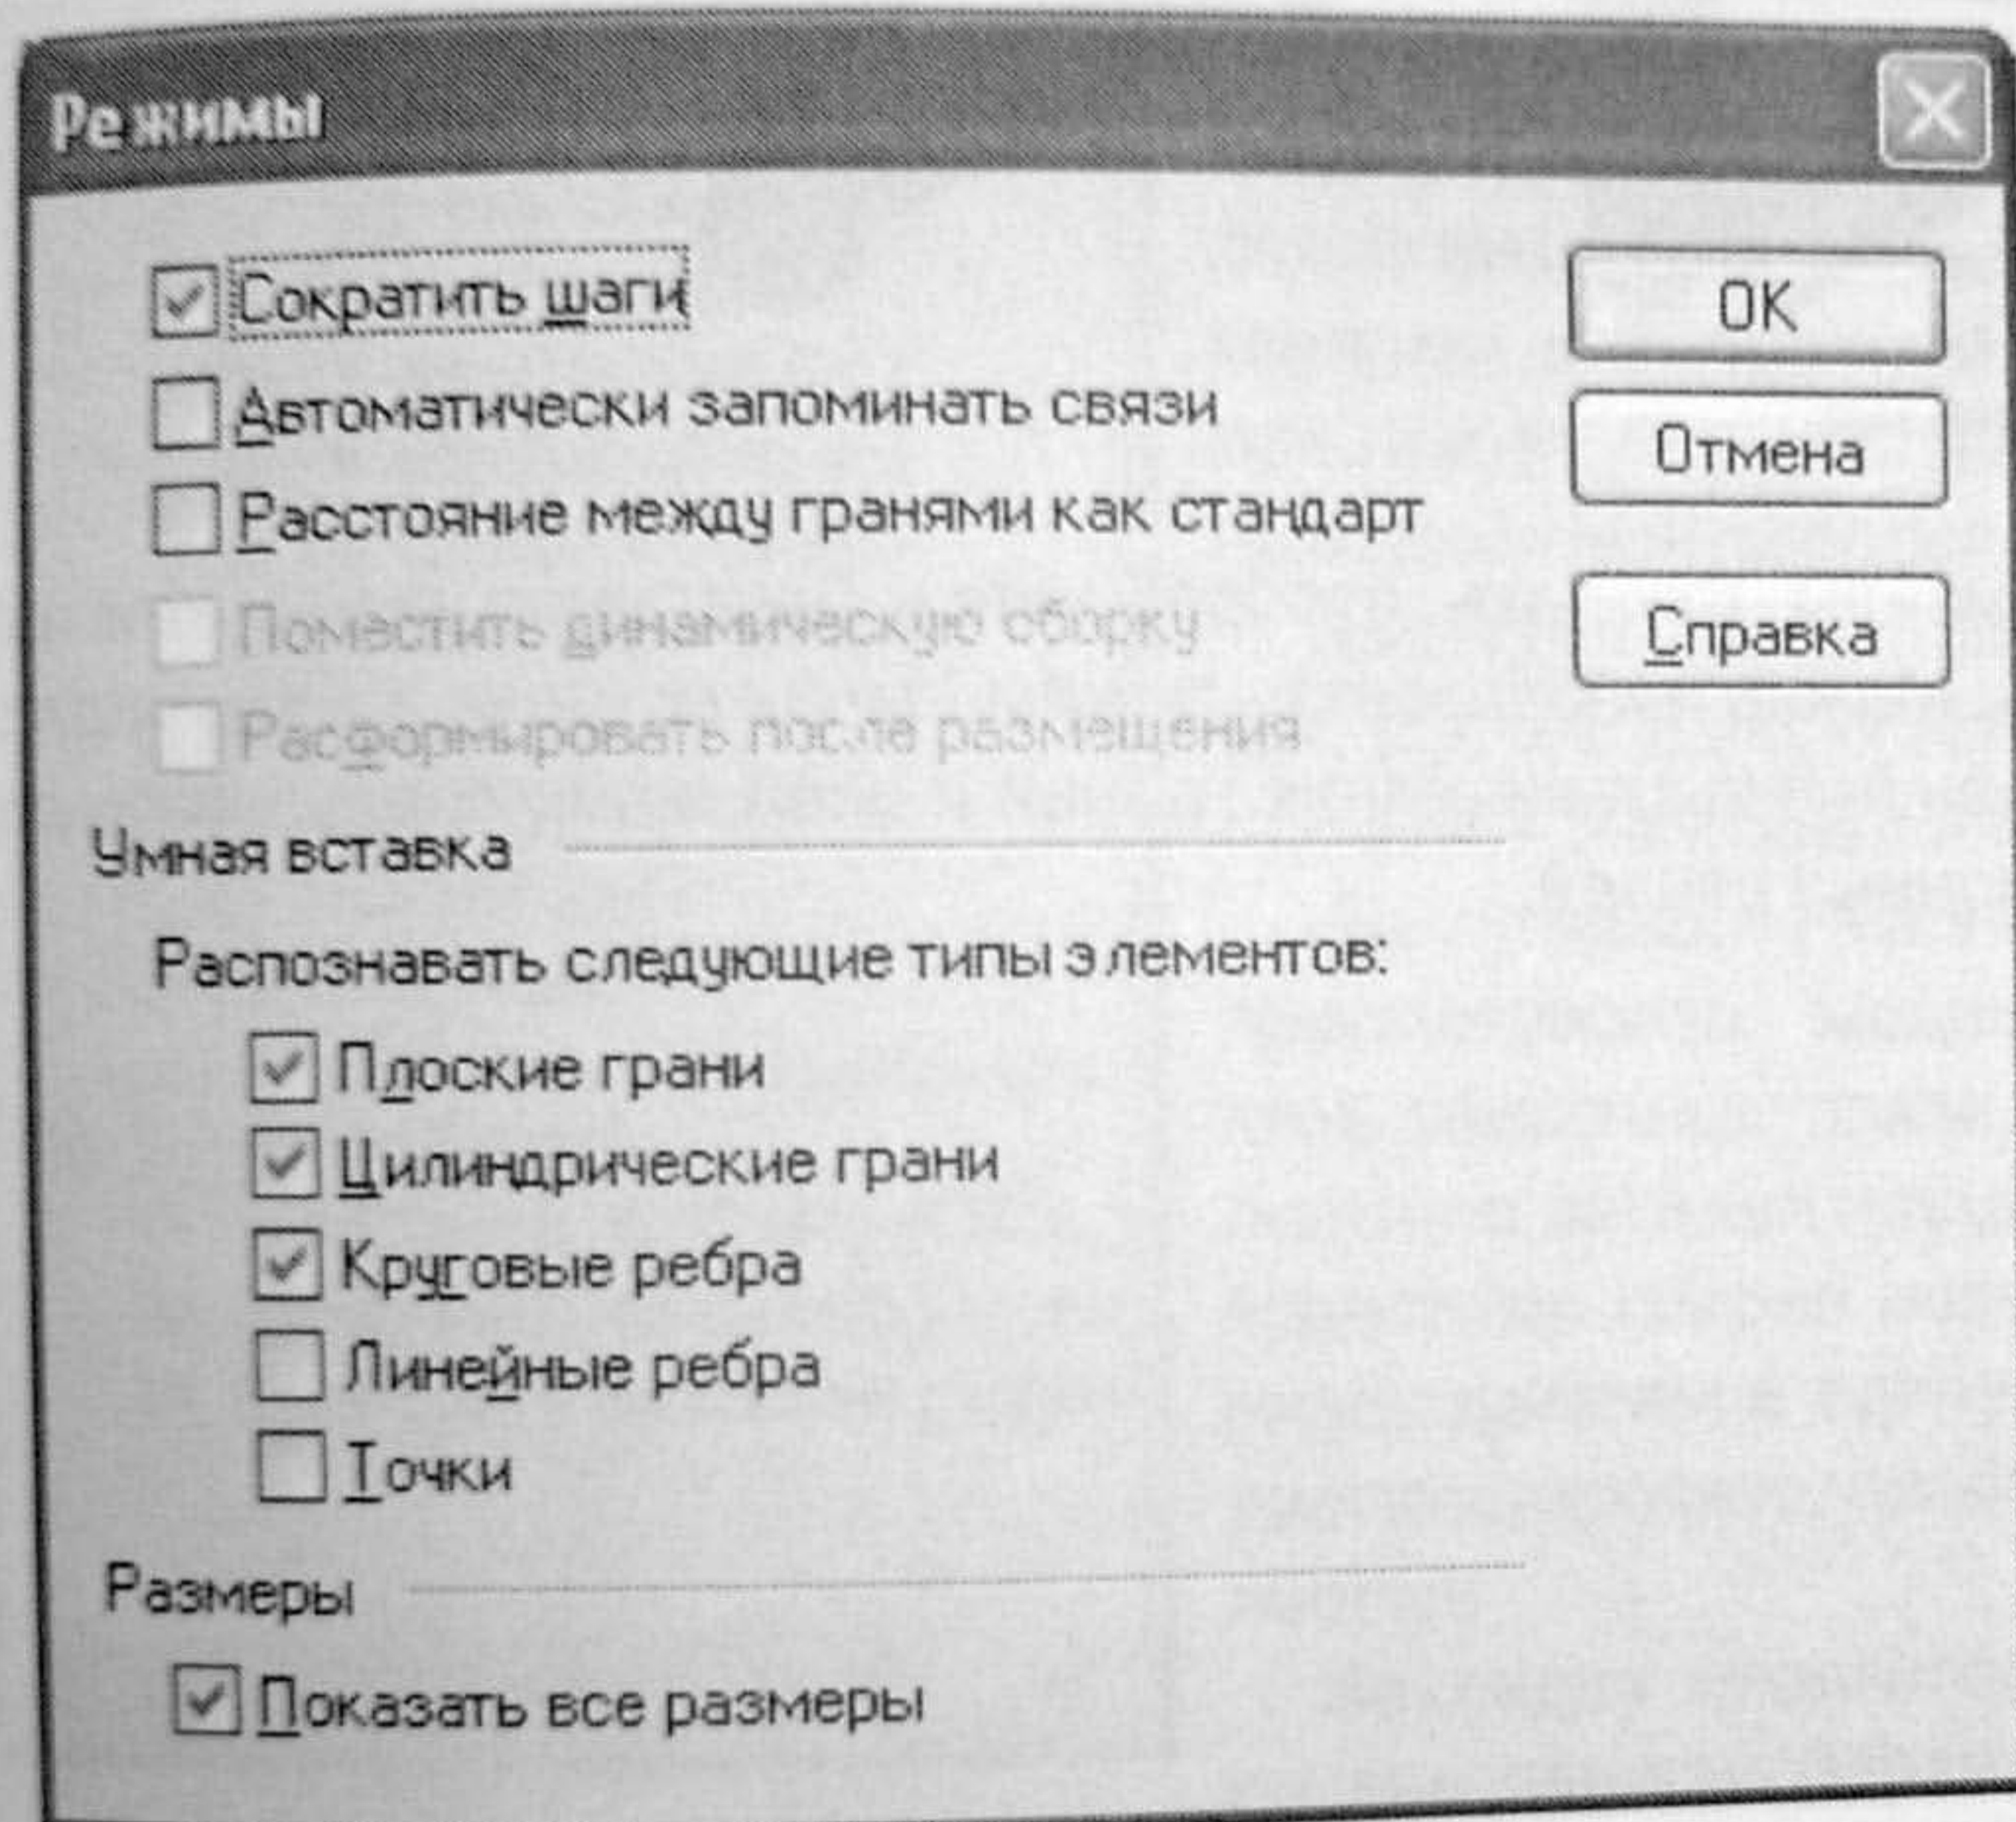 Режимы
Сократить шаги
Автоматически запоминать связи
Расстояние между гранями как стандарт
Поместить динамическую сборку
Расформировать после размещения
OK
Отмена
Справка
Умная вставка
Распознавать следующие типы элементов:
Плоские грани
Цилиндрические грани
Круговые ребра
Линейные ребра
Точки
Размеры
Показать все размеры